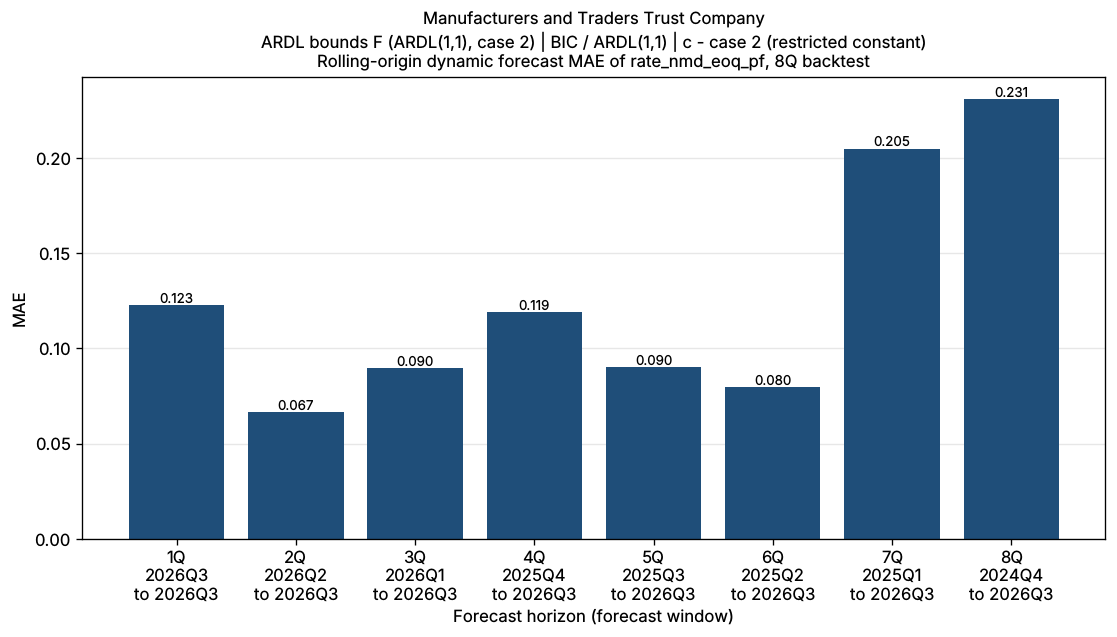 Manufacturers and Traders Trust Company
ARDL bounds F (ARDL(1,1), case 2) | BIC / ARDL(1,1) | c - case 2 (restricted constant)
Rolling-origin dynamic forecast MAE of rate_nmd_eoq_pf, 8Q backtest
MAE
0.20
0.15
0.10
0.05
0.00
0.123
0.067
0.090
0.119
0.090
0.080
0.205
0.231
1Q
2026Q3
to 2026Q3
2Q
2026Q2
to 2026Q3
3Q
2026Q1
to 2026Q3
4Q
2025Q4
to 2026Q3
5Q
2025Q3
to 2026Q3
6Q
2025Q2
to 2026Q3
7Q
2025Q1
to 2026Q3
8Q
2024Q4
to 2026Q3
Forecast horizon (forecast window)